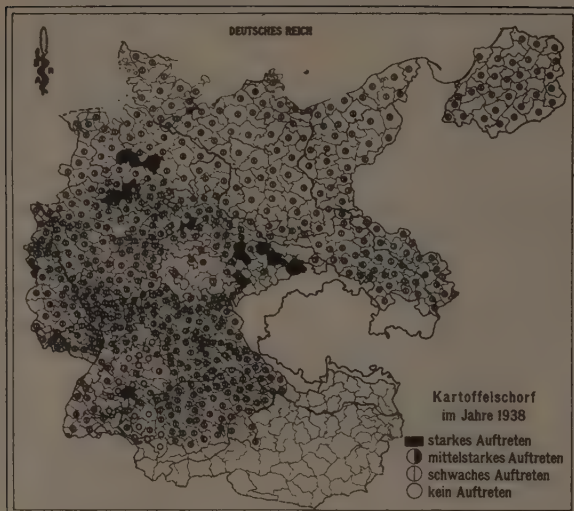 DEUTSCHES REICH
Kartoffelschorf
im Jahre 1938
starkes Auftreten
mittelstarkes Auftreten
schwaches Auftreten
kein Auftreten